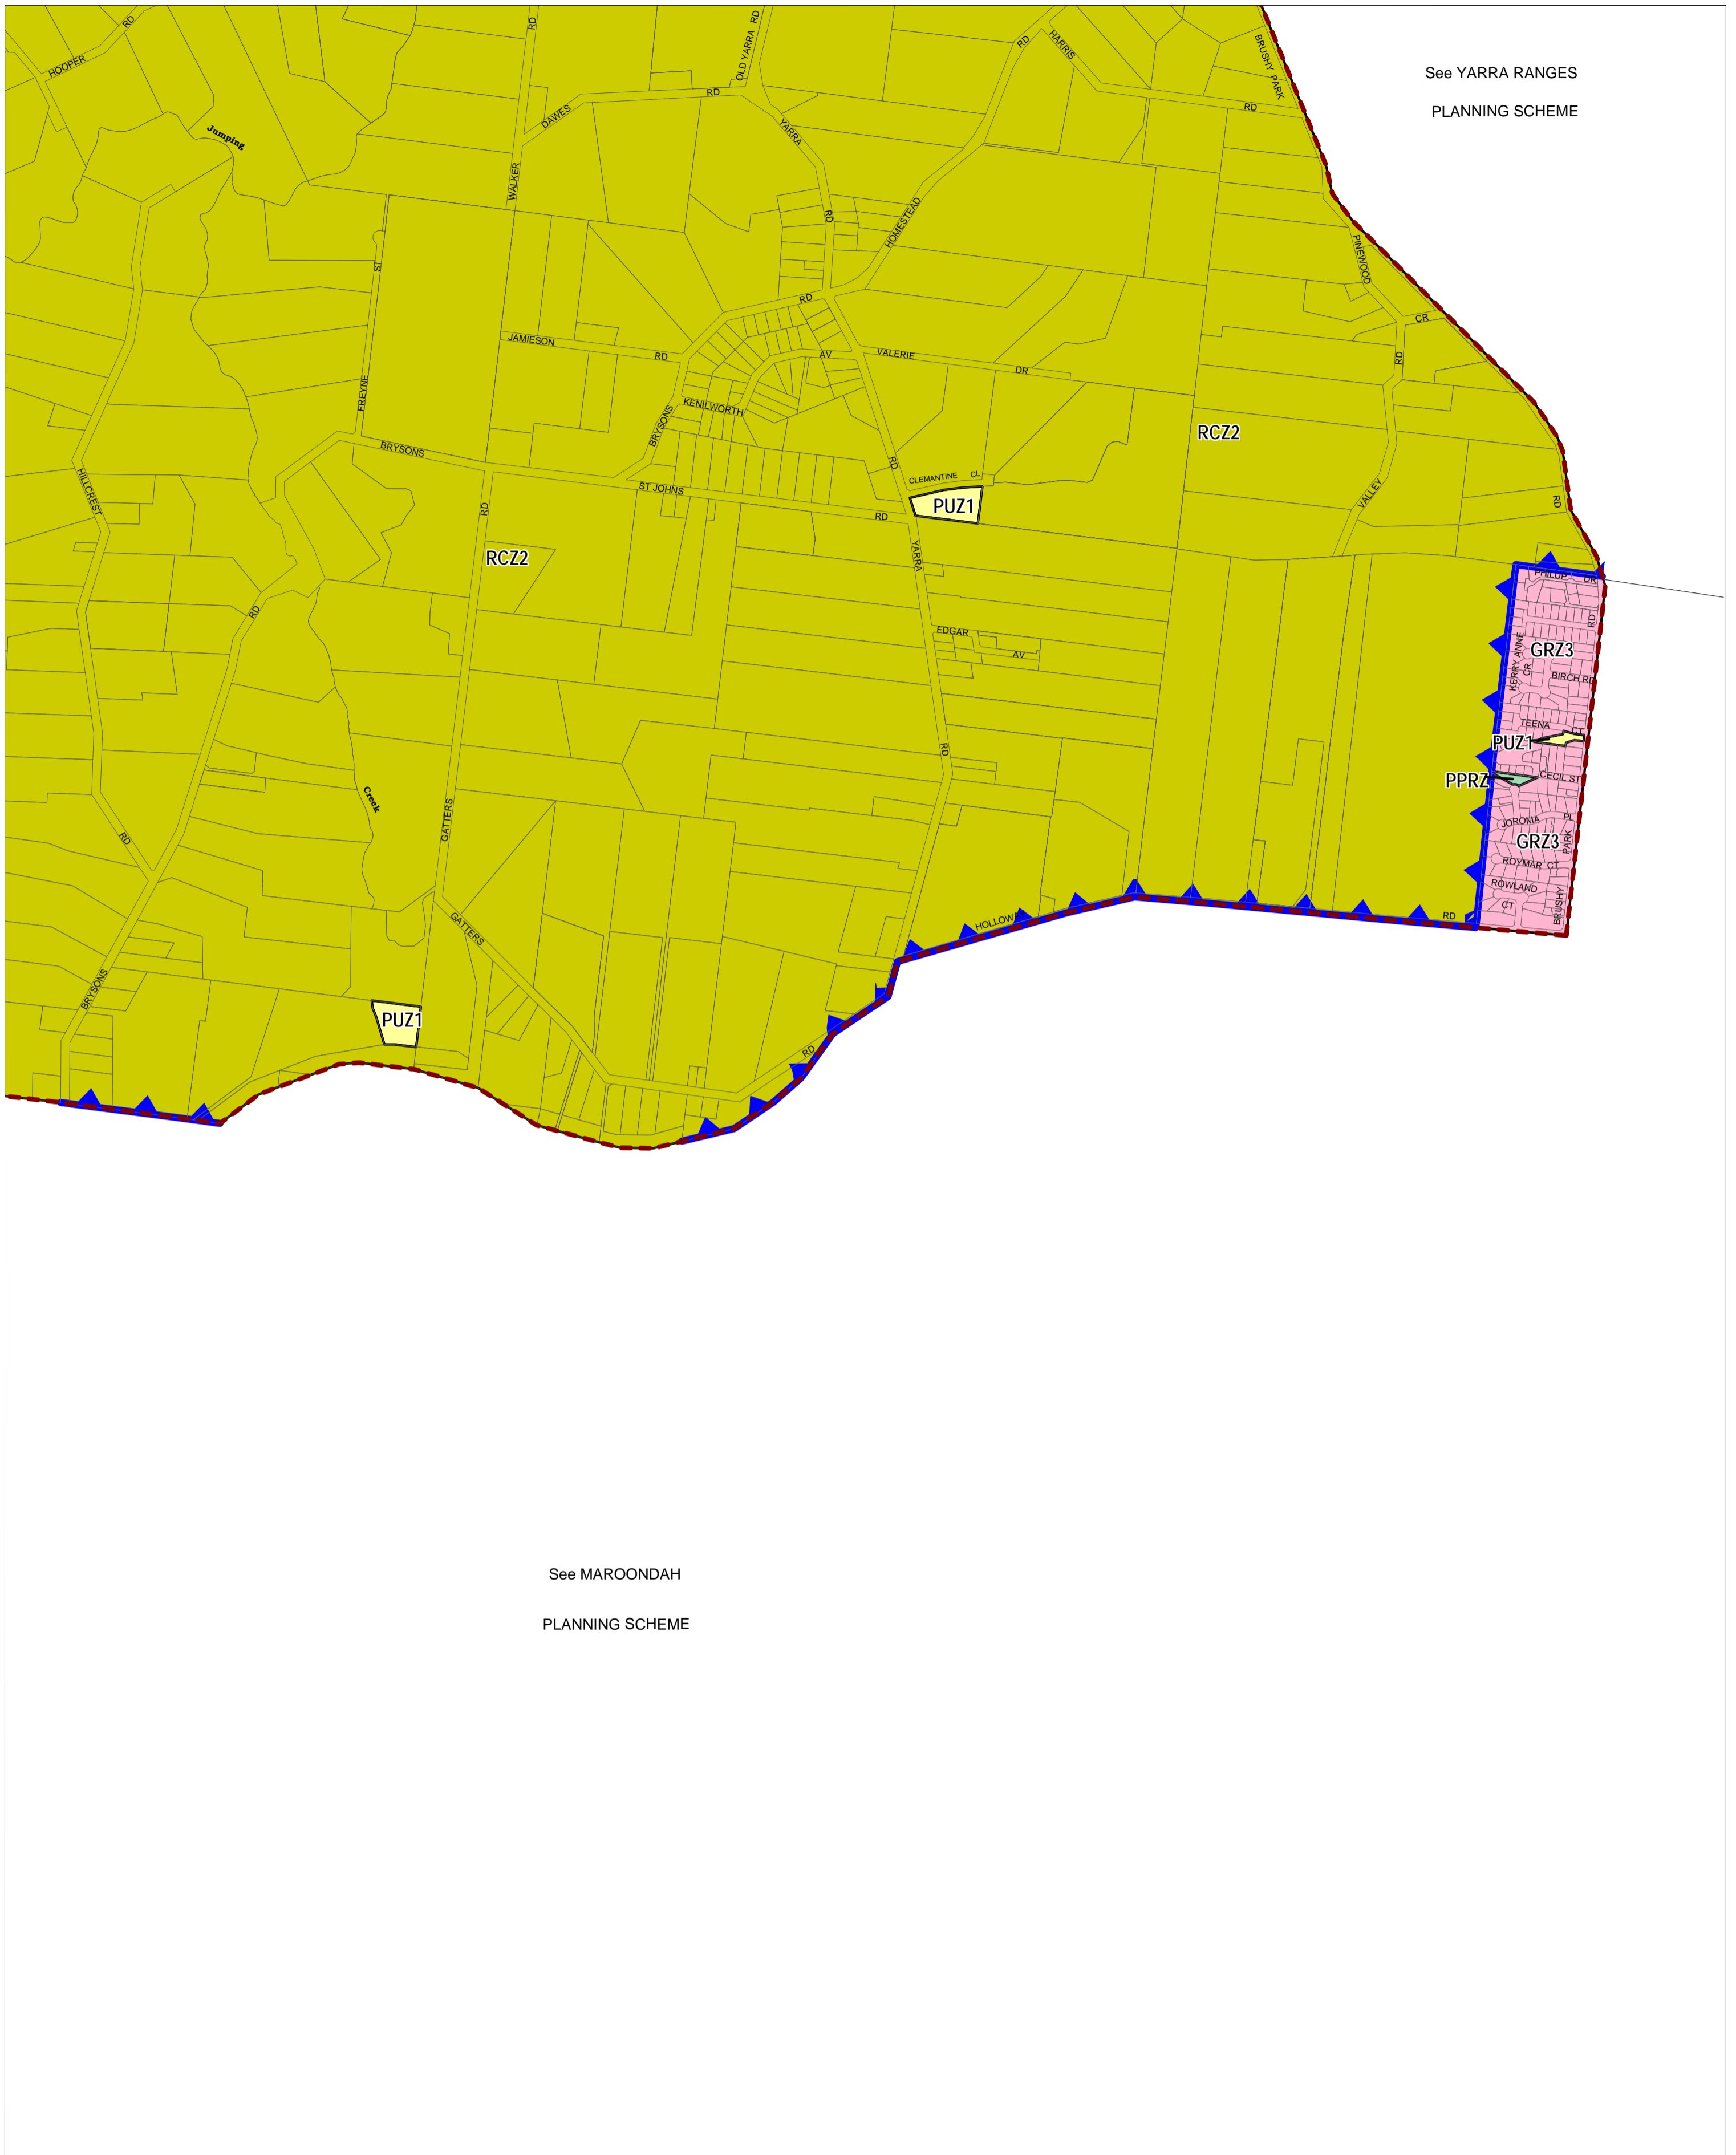 HOOPER
RD
RD
OLD YARRA RD
RD
HARRIS
BRUSHY PARK
RD
See YARRA RANGES
PLANNING SCHEME
Jumping
DAWES
RD
YARRA
WALKER
RD
HOMESTEAD
PINEWOOD
ST
RD
CR
JAMIESON
RD
AV
VALERIE
DR
RD
FREYNE
KENILWORTH
BRYSONS
RCZ2
BRYSONS
HILLCREST
RD
CLEMANTINE CL
ST JOHNS
RD
PUZ1
VALLEY
RD
RD
YARRA
RCZ2
PHILLIP DR
RD
EDGAR
AV
RD
GRZ3
KERRY ANNE
CR
BIRCH RD
TEENA
CT
PUZ1
RD
PPRZ
CECIL ST
Creek
GATTERS
RD
JOROMA
PL
GRZ3
PARK
ROYMAR CT
ROWLAND
CT
BRUSHY
HOLLOWAY
RD
GATTERS
BRYSONS
PUZ1
RD
See MAROONDAH
PLANNING SCHEME